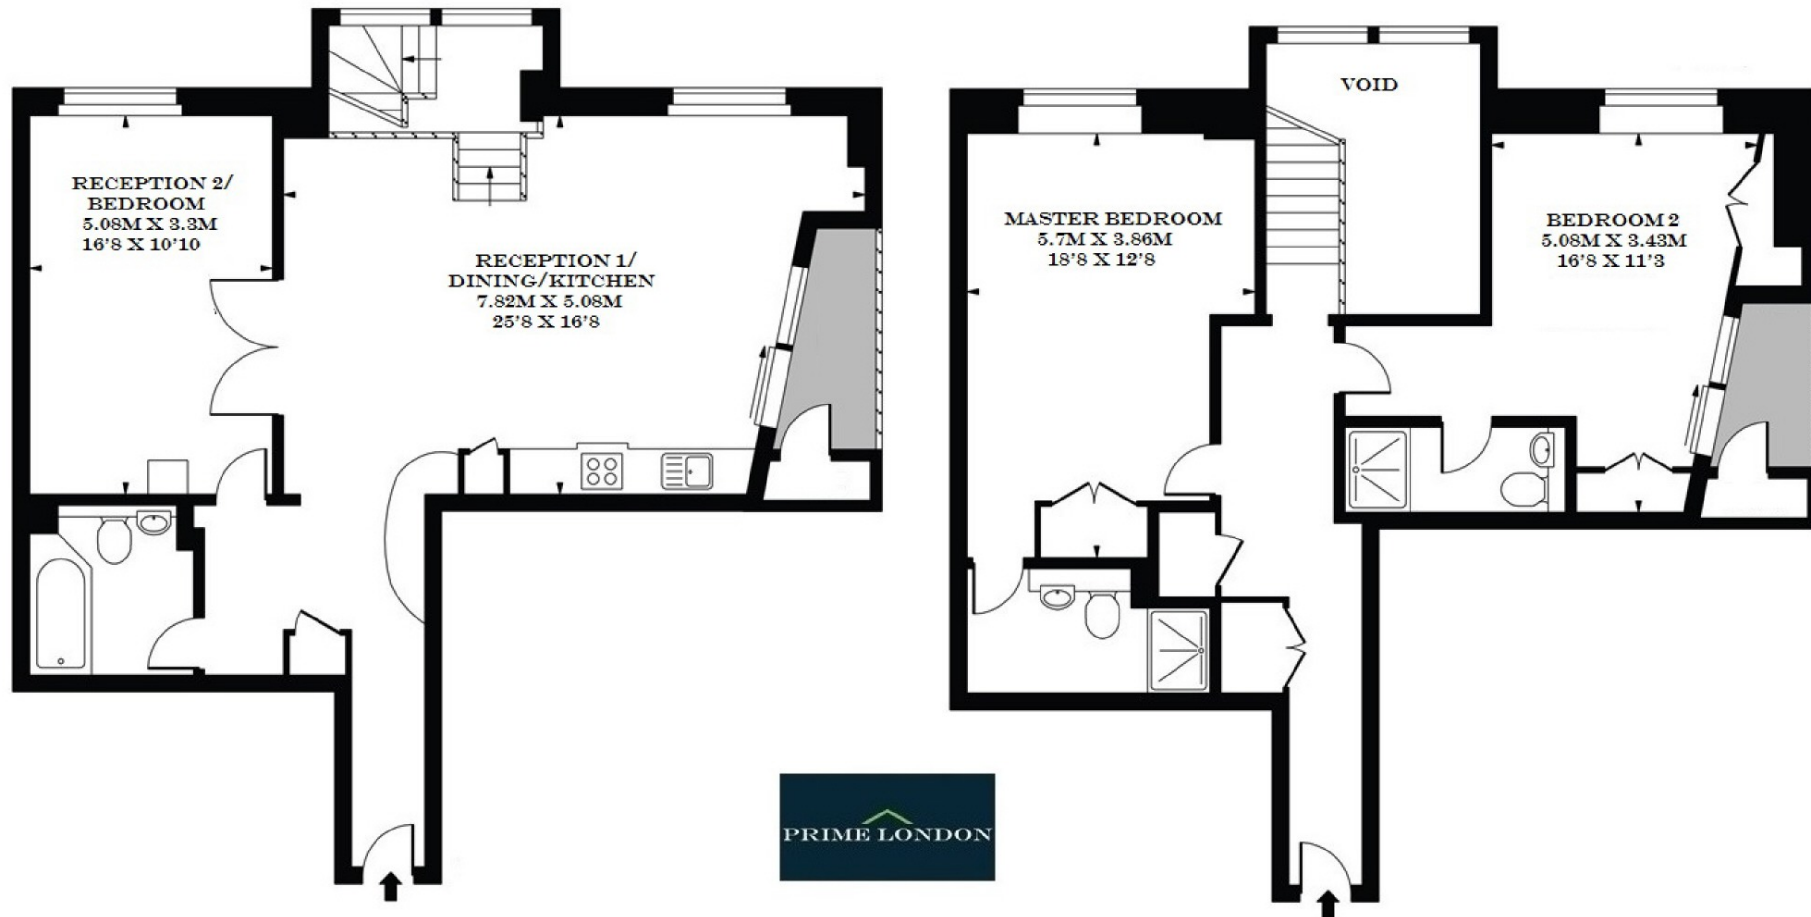 RECEPTION 2/
BEDROOM
5.08M X 3.3M
16'8 X 10'10
RECEPTION 1/
DINING/KITCHEN
7.82M X 5.08M
25'8 X 16'8
VOID
MASTER BEDROOM
5.7M X 3.86M
18'8 X 12'8
BEDROOM 2
5.08M X 3.43M
16'8 X 11'3
PRIME LONDON